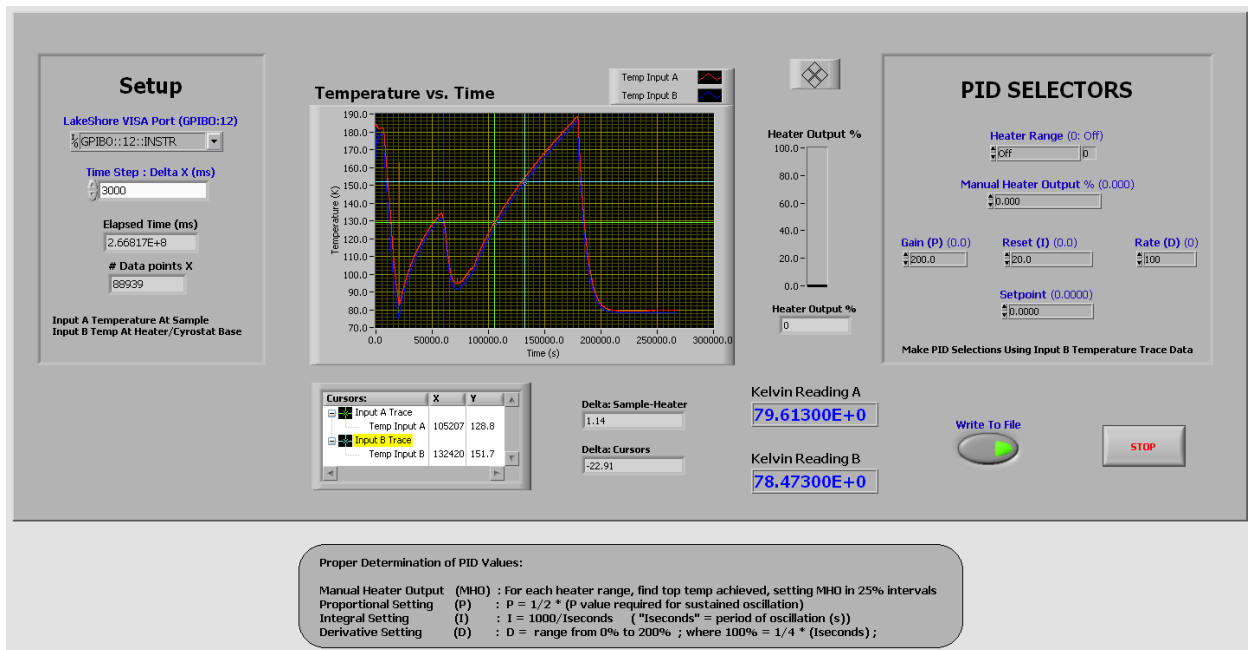 Setup
LakeShore VISA Port (GPIB0:12)
GPIB0::12::INSTR
Time Step : Delta X (ms)
3000
Elapsed Time (ms)
2.66817E+8
# Data points X
88939
Input A Temperature At Sample
Input B Temp At Heater/Cyrostat Base
Temperature vs. Time
Temp Input A
Temp Input B
Temperature (K)
190.0
180.0
170.0
160.0
150.0
140.0
130.0
120.0
110.0
100.0
90.0
80.0
70.0
0.0 50000.0 100000.0 150000.0 200000.0 250000.0 300000.0
Time (s)
Heater Output %
100.0
80.0
60.0
40.0
20.0
0.0
Heater Output %
0
PID SELECTORS
Heater Range (0: Off)
Off 0
Manual Heater Output % (0.000)
0.000
Gain (P) (0.0) Reset (I) (0.0) Rate (D) (0)
200.0 20.0 100
Setpoint (0.0000)
0.0000
Make PID Selections Using Input B Temperature Trace Data
Cursors: X Y
Input A Trace
Temp Input A 105207 128.8
Input B Trace
Temp Input B 132420 151.7
Delta: Sample-Heater
1.14
Delta: Cursors
-22.91
Kelvin Reading A
79.61300E+0
Kelvin Reading B
78.47300E+0
Write To File
STOP
Proper Determination of PID Values:
Manual Heater Output (MHO) : For each heater range, find top temp achieved, setting MHO in 25% intervals
Proportional Setting (P) : P = 1/2 * (P value required for sustained oscillation)
Integral Setting (I) : I = 1000/Iseconds ( "Iseconds" = period of oscillation (s))
Derivative Setting (D) : D = range from 0% to 200% ; where 100% = 1/4 * (Iseconds) ;